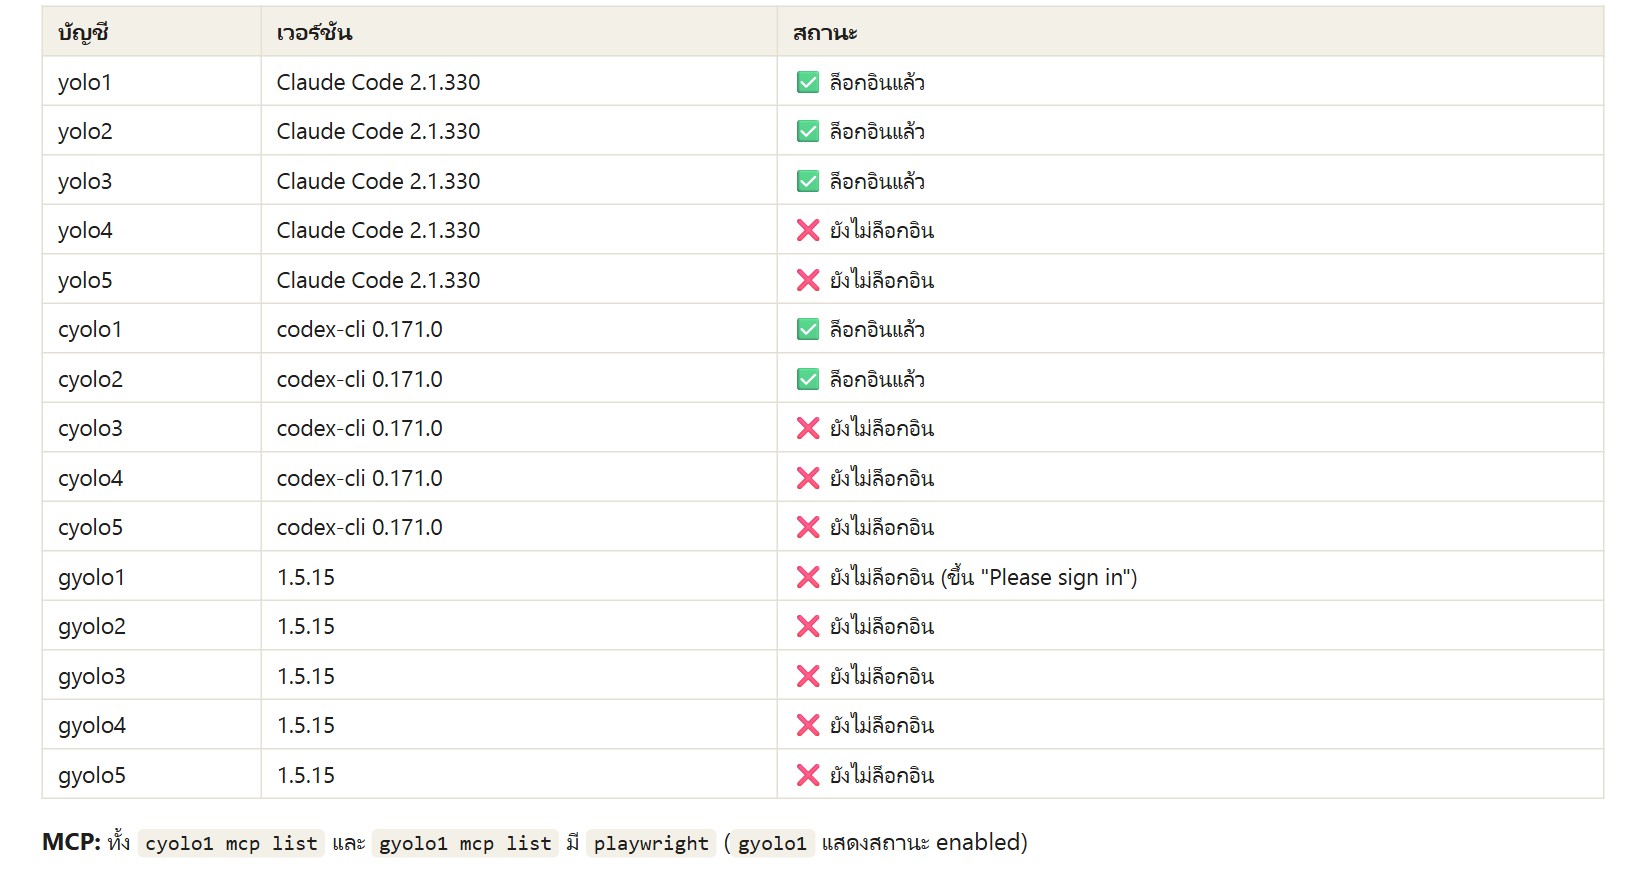 บัญชี เวอร์ชัน สถานะ
yolo1 Claude Code 2.1.330 ✅ ล็อกอินแล้ว
yolo2 Claude Code 2.1.330 ✅ ล็อกอินแล้ว
yolo3 Claude Code 2.1.330 ✅ ล็อกอินแล้ว
yolo4 Claude Code 2.1.330 ❌ ยังไม่ล็อกอิน
yolo5 Claude Code 2.1.330 ❌ ยังไม่ล็อกอิน
cyolo1 codex-cli 0.171.0 ✅ ล็อกอินแล้ว
cyolo2 codex-cli 0.171.0 ✅ ล็อกอินแล้ว
cyolo3 codex-cli 0.171.0 ❌ ยังไม่ล็อกอิน
cyolo4 codex-cli 0.171.0 ❌ ยังไม่ล็อกอิน
cyolo5 codex-cli 0.171.0 ❌ ยังไม่ล็อกอิน
gyolo1 1.5.15 ❌ ยังไม่ล็อกอิน (ขึ้น "Please sign in")
gyolo2 1.5.15 ❌ ยังไม่ล็อกอิน
gyolo3 1.5.15 ❌ ยังไม่ล็อกอิน
gyolo4 1.5.15 ❌ ยังไม่ล็อกอิน
gyolo5 1.5.15 ❌ ยังไม่ล็อกอิน
MCP: ทั้ง cyolo1 mcp list และ gyolo1 mcp list มี playwright (gyolo1 แสดงสถานะ enabled)